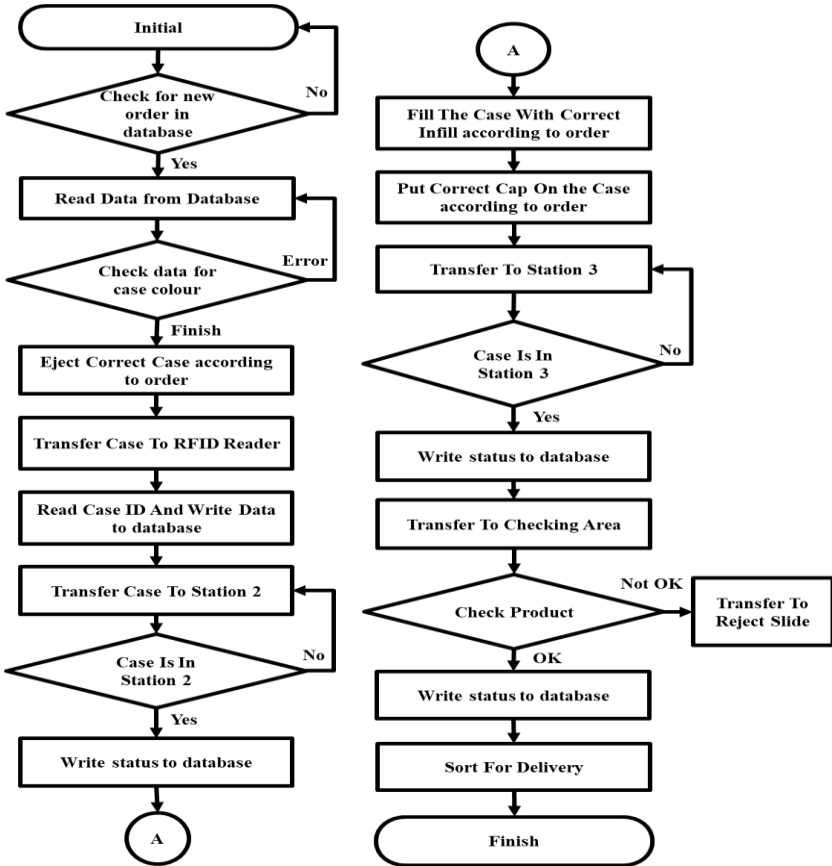 Initial
Check for new
order in
database
No
Yes
Read Data from Database
Check data for
case colour
Error
Finish
Eject Correct Case according
to order
Transfer Case To RFID Reader
Read Case ID And Write Data
to database
Transfer Case To Station 2
Case Is In
Station 2
No
Yes
Write status to database
A
A
Fill The Case With Correct
Infill according to order
Put Correct Cap On the Case
according to order
Transfer To Station 3
Case Is In
Station 3
No
Yes
Write status to database
Transfer To Checking Area
Check Product
Not OK
Transfer To
Reject Slide
OK
Write status to database
Sort For Delivery
Finish